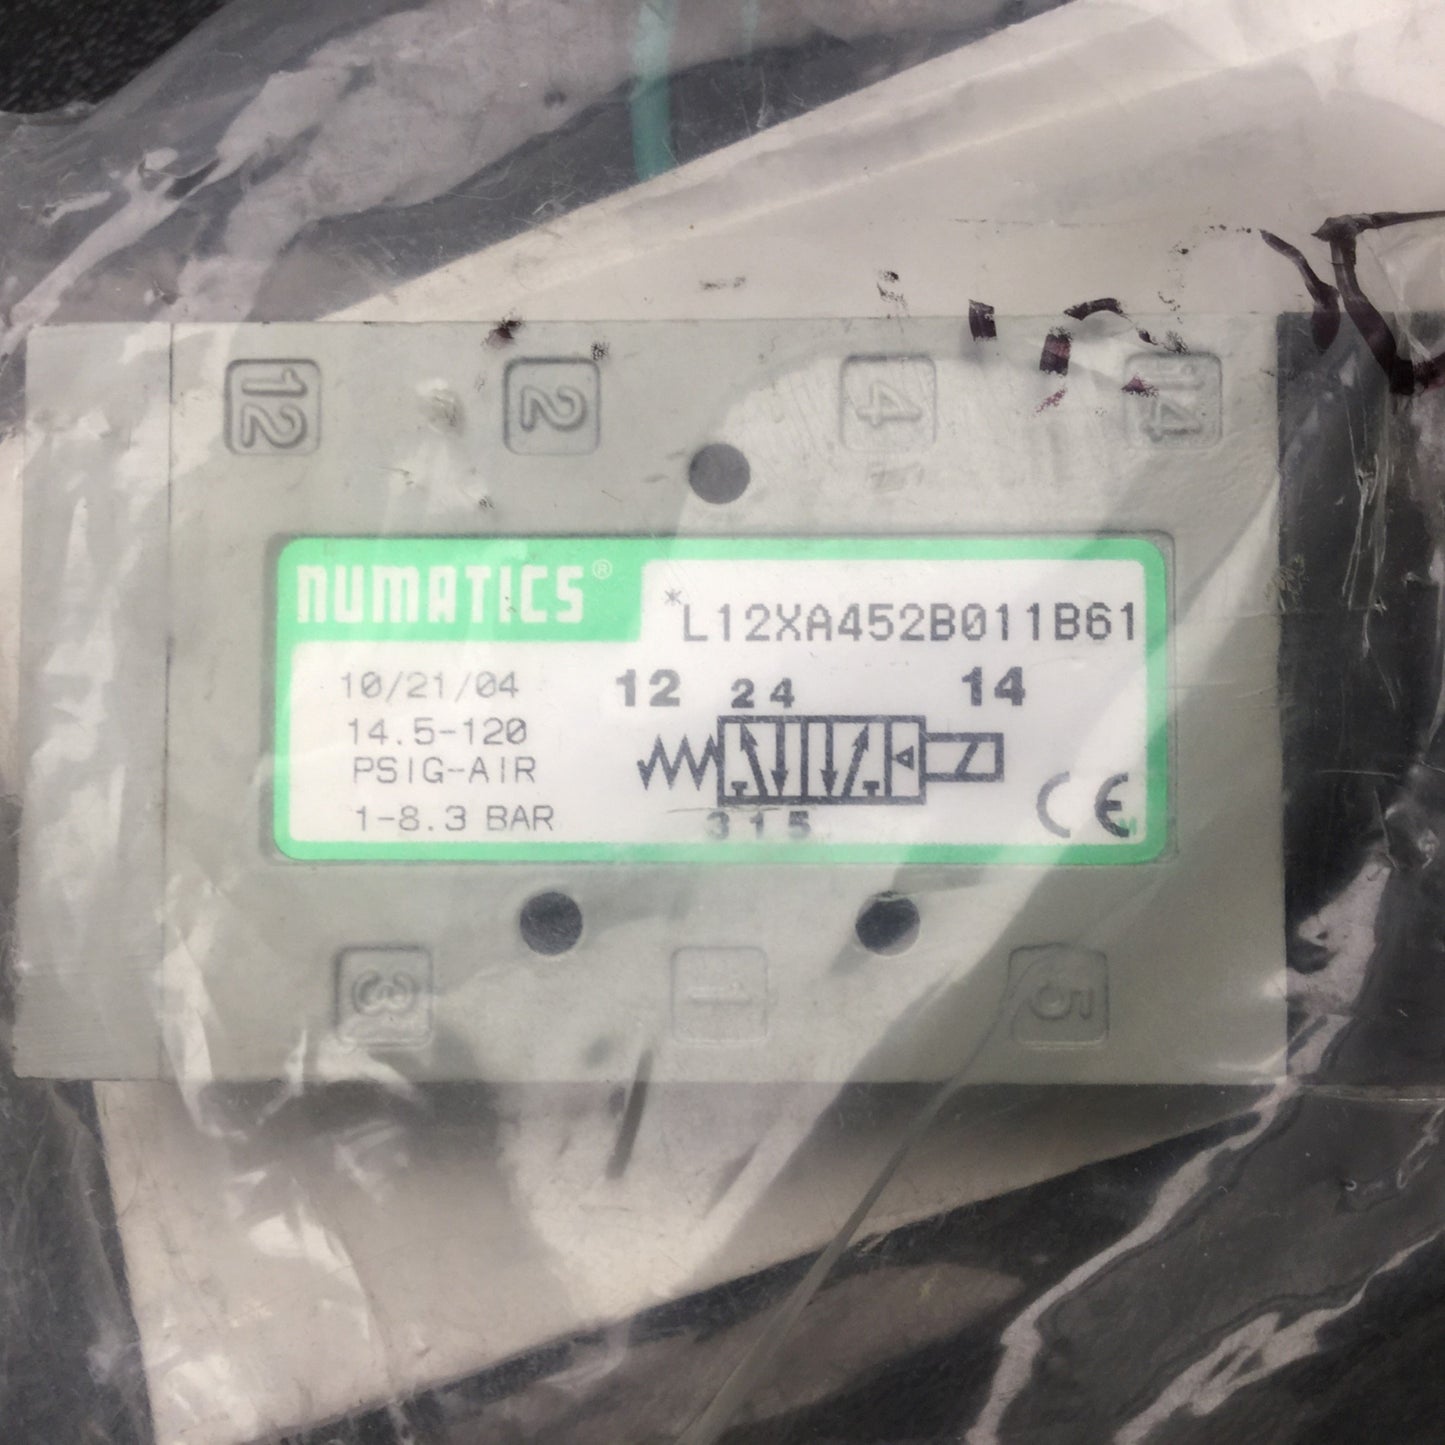 12 2 4 14
NUMATICS®
*L12XA452B011B61
10/21/04
14.5-120
PSIG-AIR
1-8.3 BAR
12 2 4 14
3 1 5
CE
3 1 5